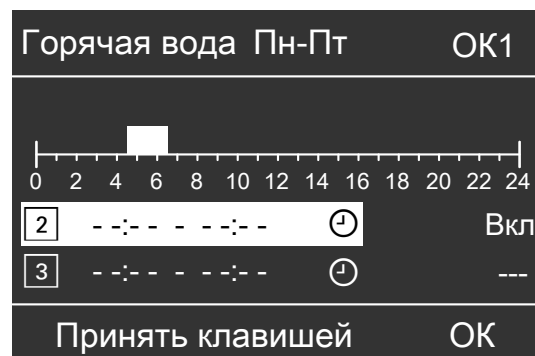 Горячая вода Пн-Пт ОК1
0 2 4 6 8 10 12 14 16 18 20 22 24
2 - -:- - - - -:- - Вкл
3 - -:- - - - -:- - ---
Принять клавишей ОК